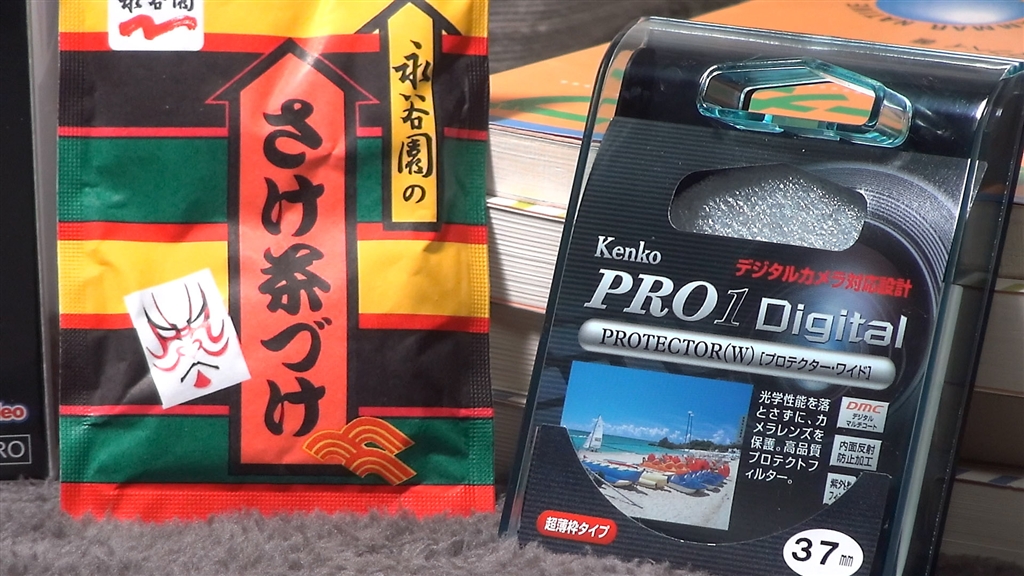 永谷園
永谷園の
さけ茶づけ
Kenko
デジタルカメラ対応設計
PRO1 Digital
PROTECTOR(W) [プロテクター・ワイド]
光学性能を落
とさずに、カ
メラレンズを
保護。高品質
プロテクトフ
ィルター。
DMC
デジタル
マルチコート
内面反射
防止加工
超薄枠タイプ
37mm